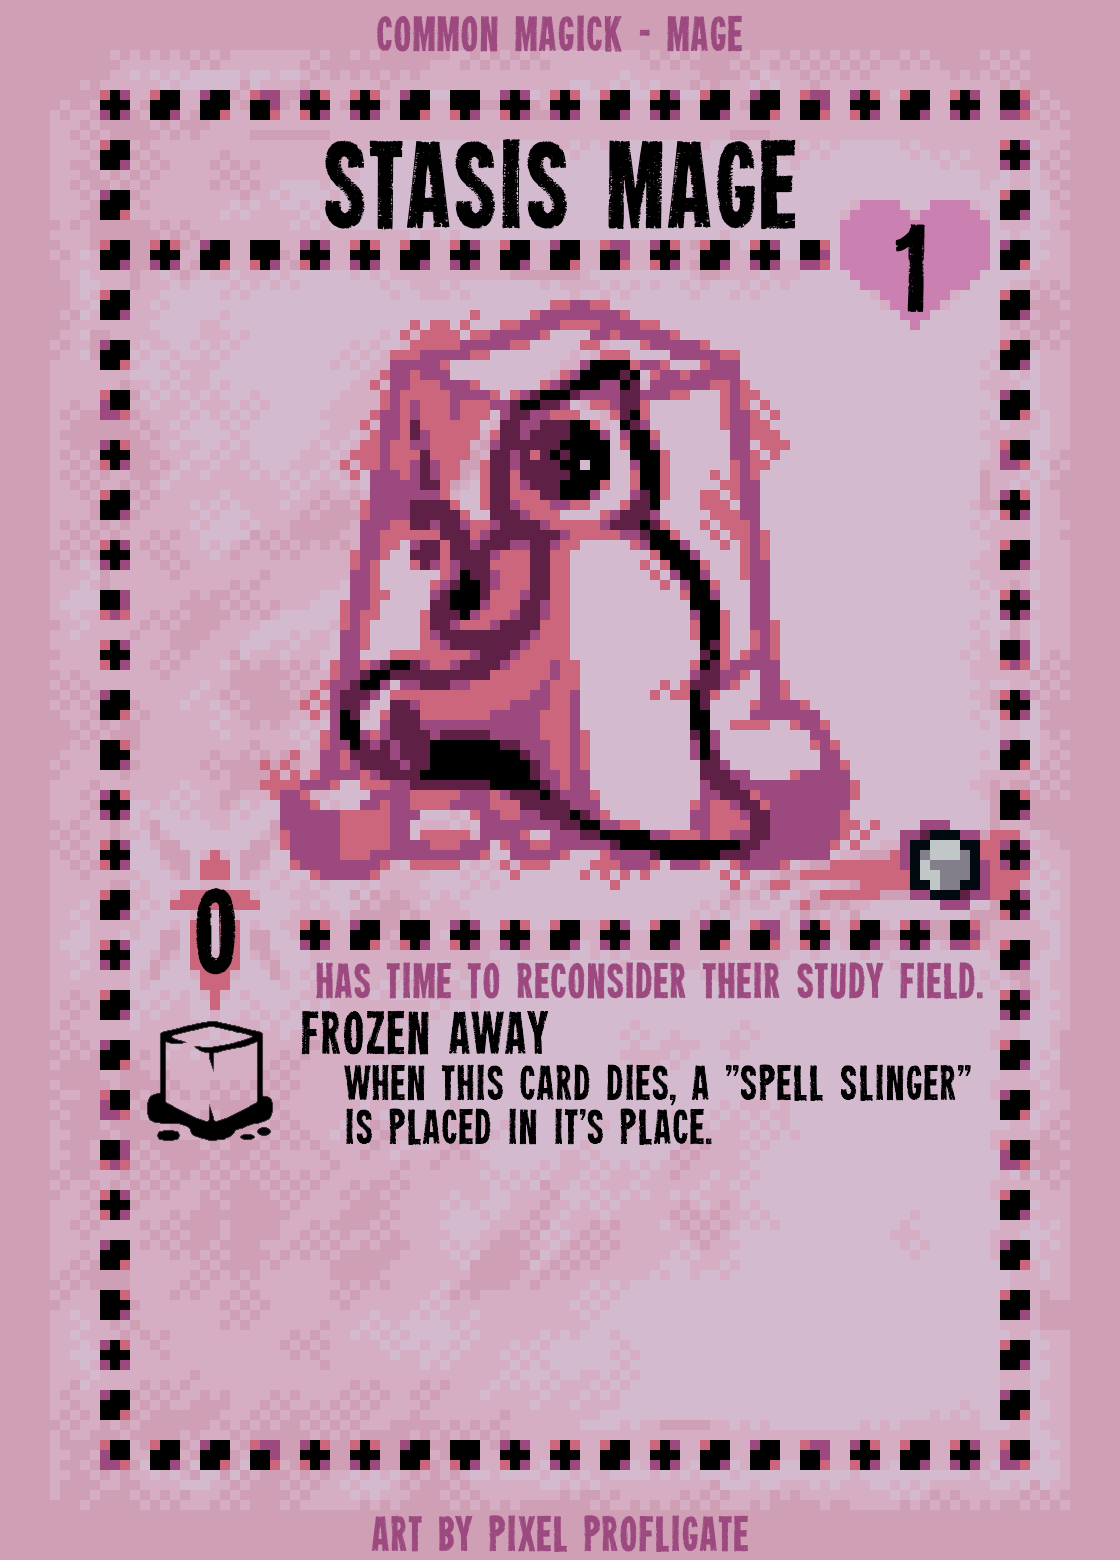 COMMON MAGICK - MAGE
STASIS MAGE
1
0
HAS TIME TO RECONSIDER THEIR STUDY FIELD.
FROZEN AWAY
WHEN THIS CARD DIES, A "SPELL SLINGER"
IS PLACED IN IT'S PLACE.
ART BY PIXEL PROFLIGATE